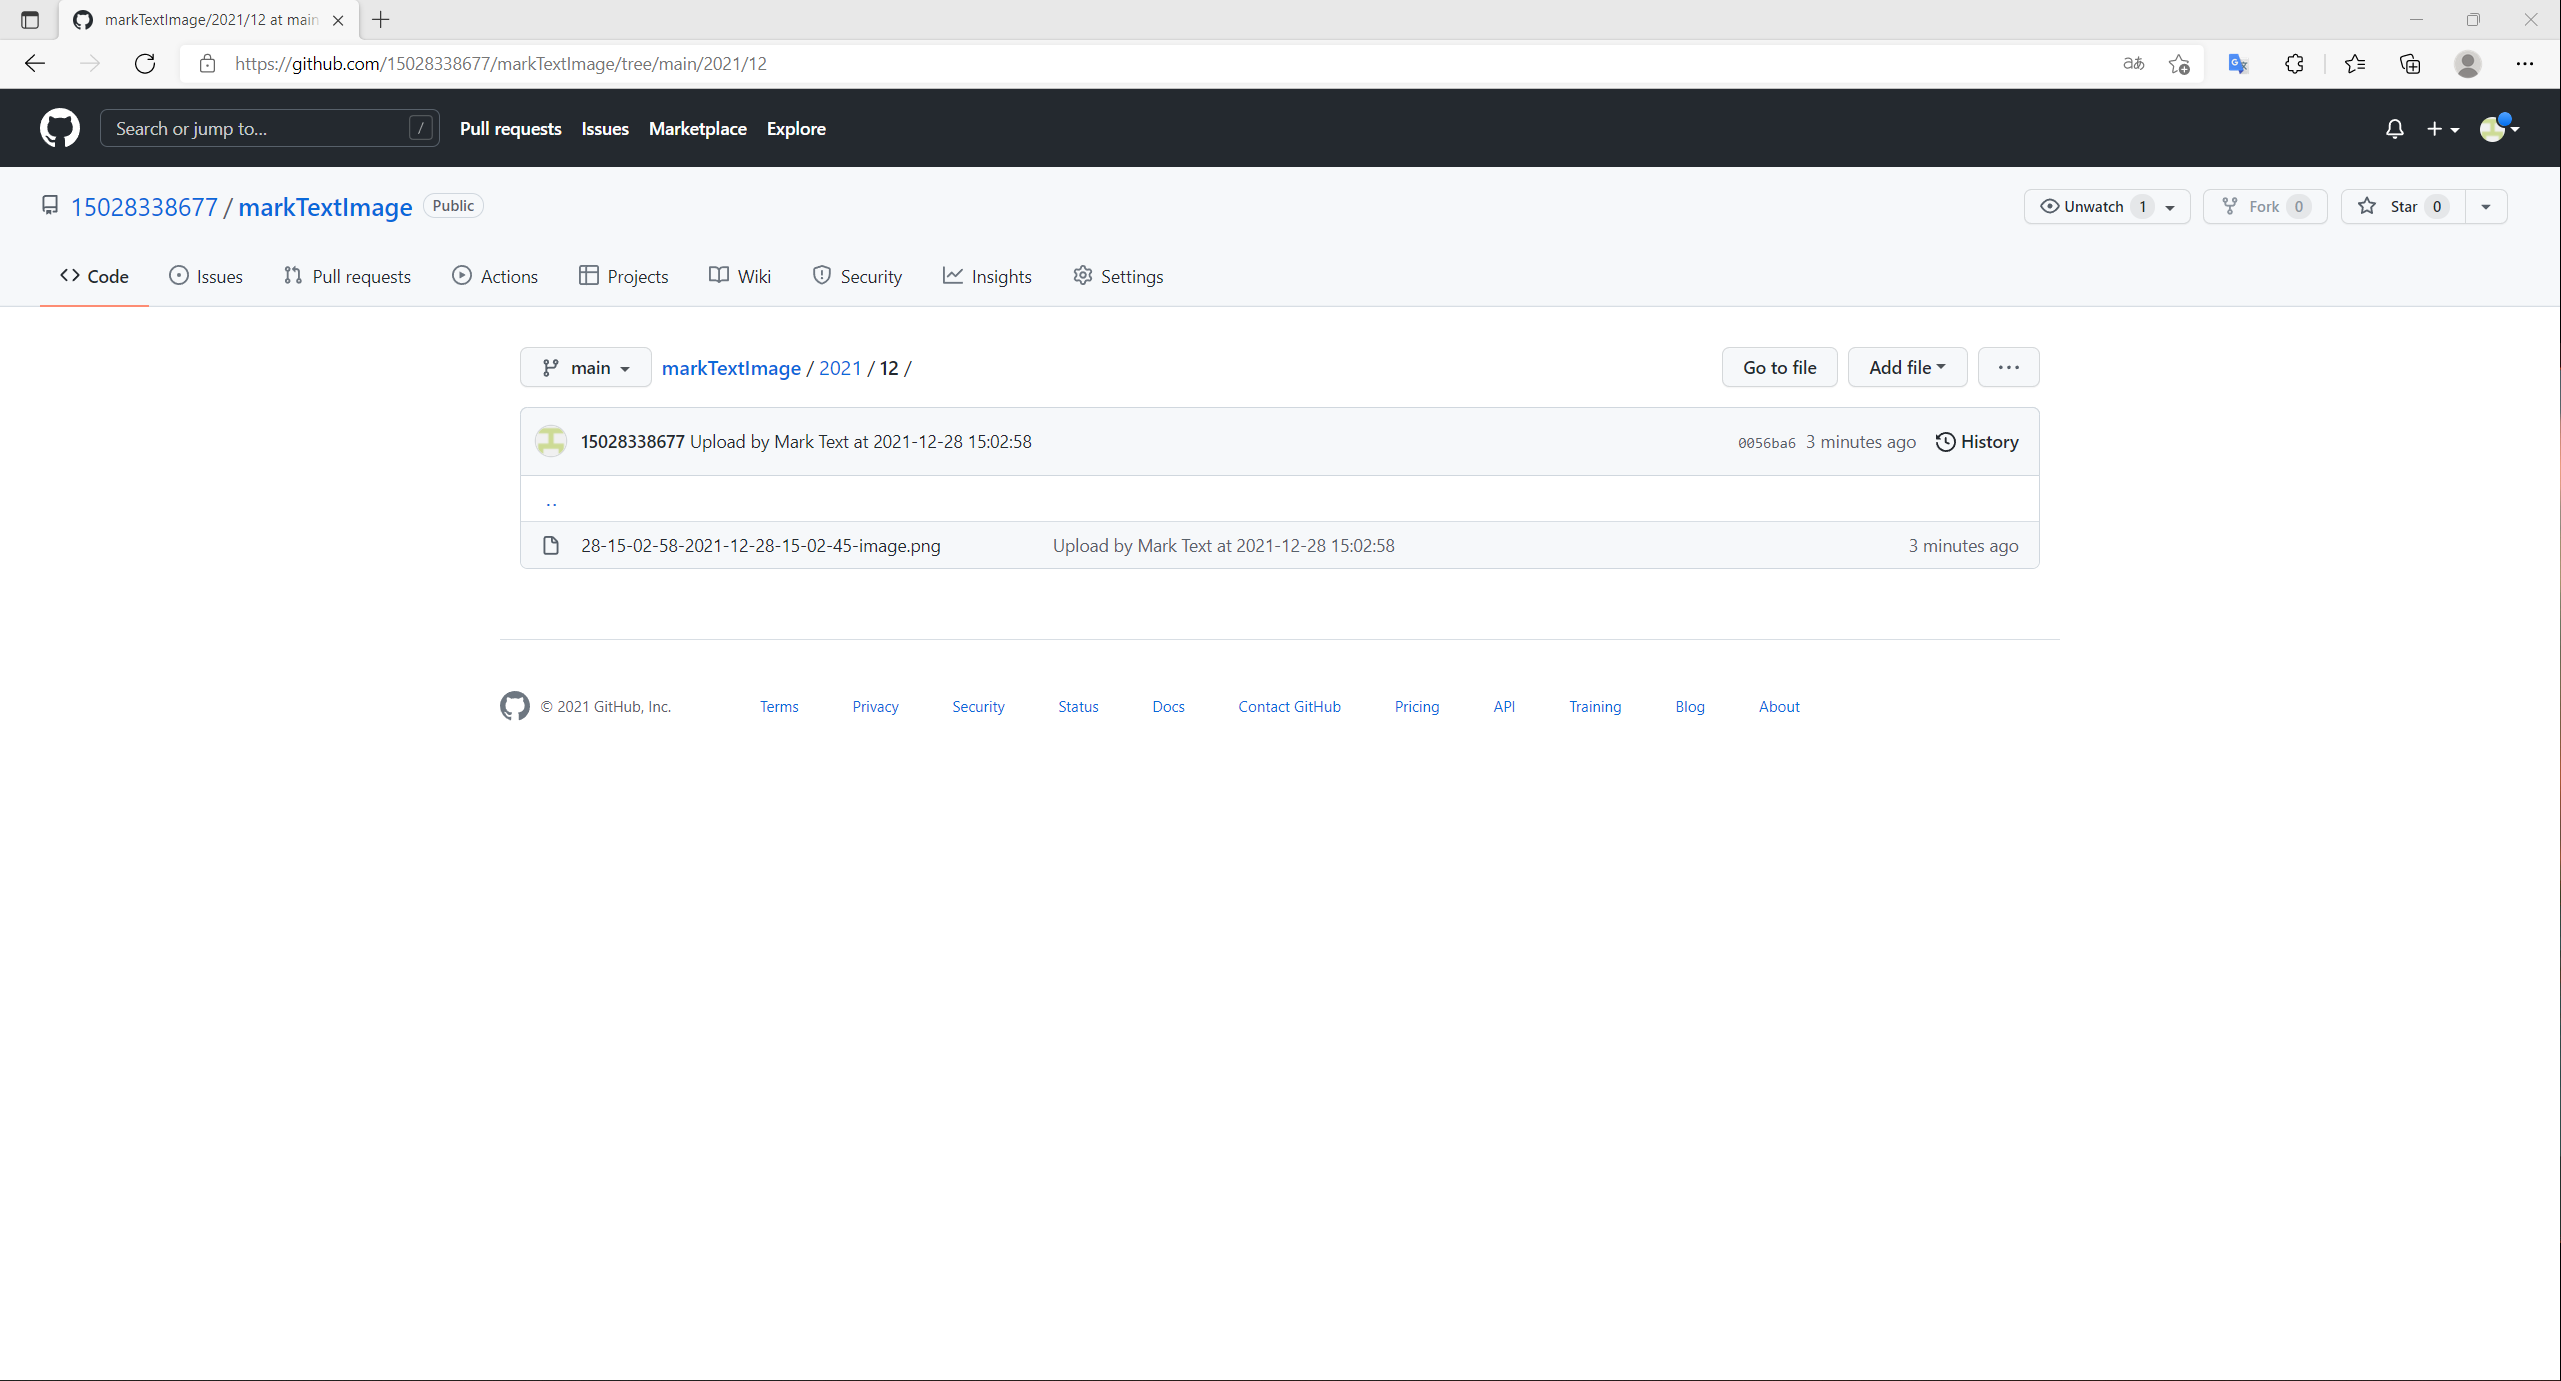 markTextImage/2021/12 at main
https://github.com/15028338677/markTextImage/tree/main/2021/12
aあ
Search or jump to... /
Pull requests Issues Marketplace Explore
15028338677 / markTextImage Public
Unwatch 1 Fork 0 Star 0
Code Issues Pull requests Actions Projects Wiki Security Insights Settings
main markTextImage / 2021 / 12 / Go to file Add file ...
15028338677 Upload by Mark Text at 2021-12-28 15:02:58 0056ba6 3 minutes ago History
..
28-15-02-58-2021-12-28-15-02-45-image.png Upload by Mark Text at 2021-12-28 15:02:58 3 minutes ago
© 2021 GitHub, Inc. Terms Privacy Security Status Docs Contact GitHub Pricing API Training Blog About